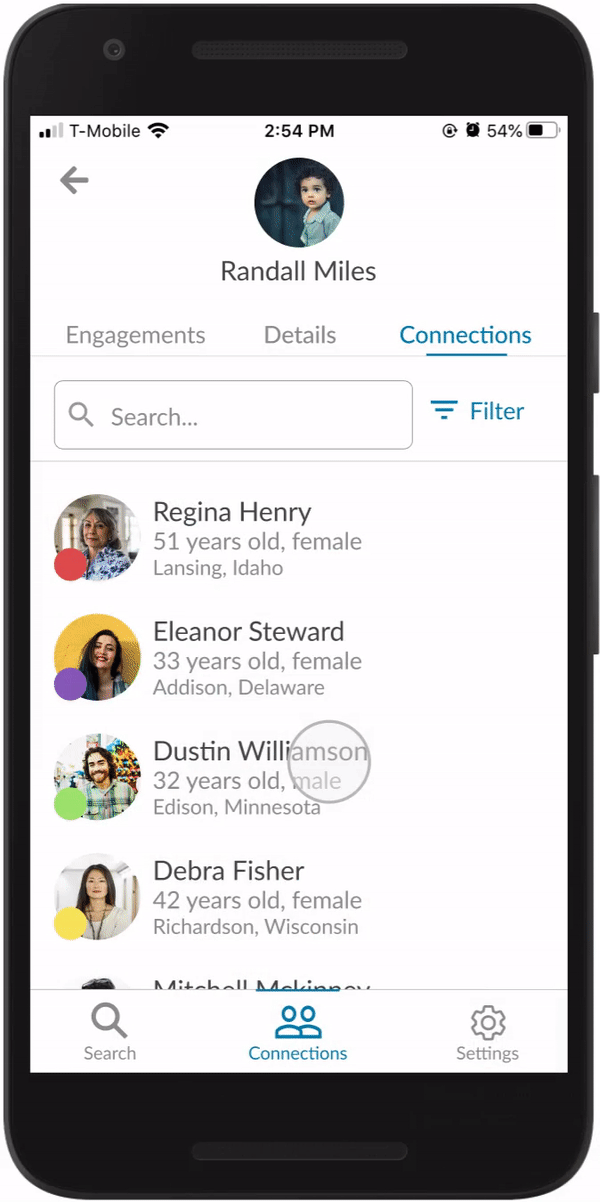 T-Mobile 2:54 PM 54%
Randall Miles
Engagements Details Connections
Search... Filter
Regina Henry
51 years old, female
Lansing, Idaho
Eleanor Steward
33 years old, female
Addison, Delaware
Dustin Williamson
32 years old, male
Edison, Minnesota
Debra Fisher
42 years old, female
Richardson, Wisconsin
Mitchell Mckinney
Search Connections Settings